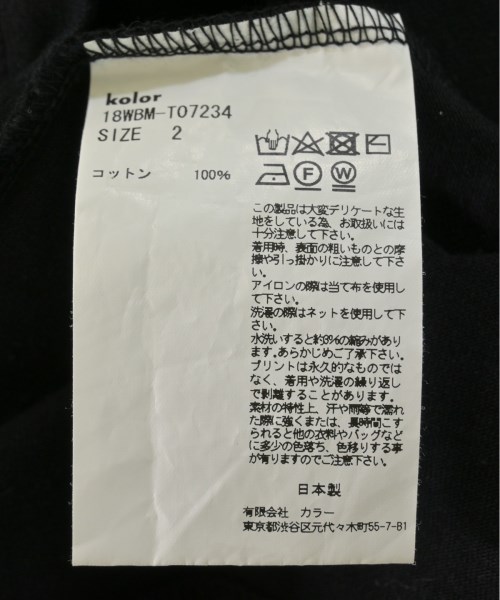 kolor
18WBM-T07234
SIZE 2
コットン 100%
F W
この製品は大変デリケートな生
地をしている為、お取扱いには
十分注意して下さい。
着用時、表面の粗いものとの摩
擦や引っ掛かりに注意して下さ
い。
アイロンの際は当て布を使用し
て下さい。
洗濯の際はネットを使用して下
さい。
水洗いすると約3%の縮みがあり
ます。あらかじめご了承下さい。
プリントは永久的なものではな
なく、着用や洗濯の繰り返し
で剥離することがあります。
素材の特性上、汗や雨等で濡れ
た際に強くまたは、長時間こす
られると他の衣料やバッグなど
に多少の色落ち、色移りする事
が有りますのでご注意下さい。
日本製
有限会社 カラー
東京都渋谷区元代々木町55-7-B1